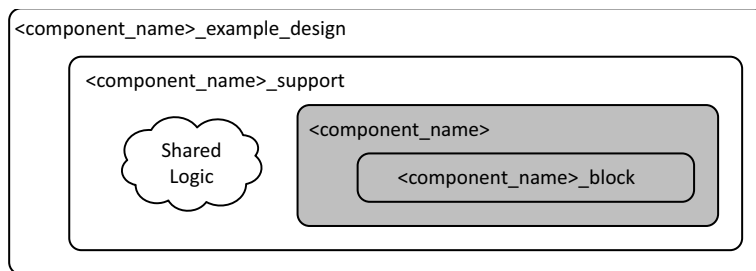 <component_name>_example_design
<component_name>_support
Shared
Logic
<component_name>
<component_name>_block